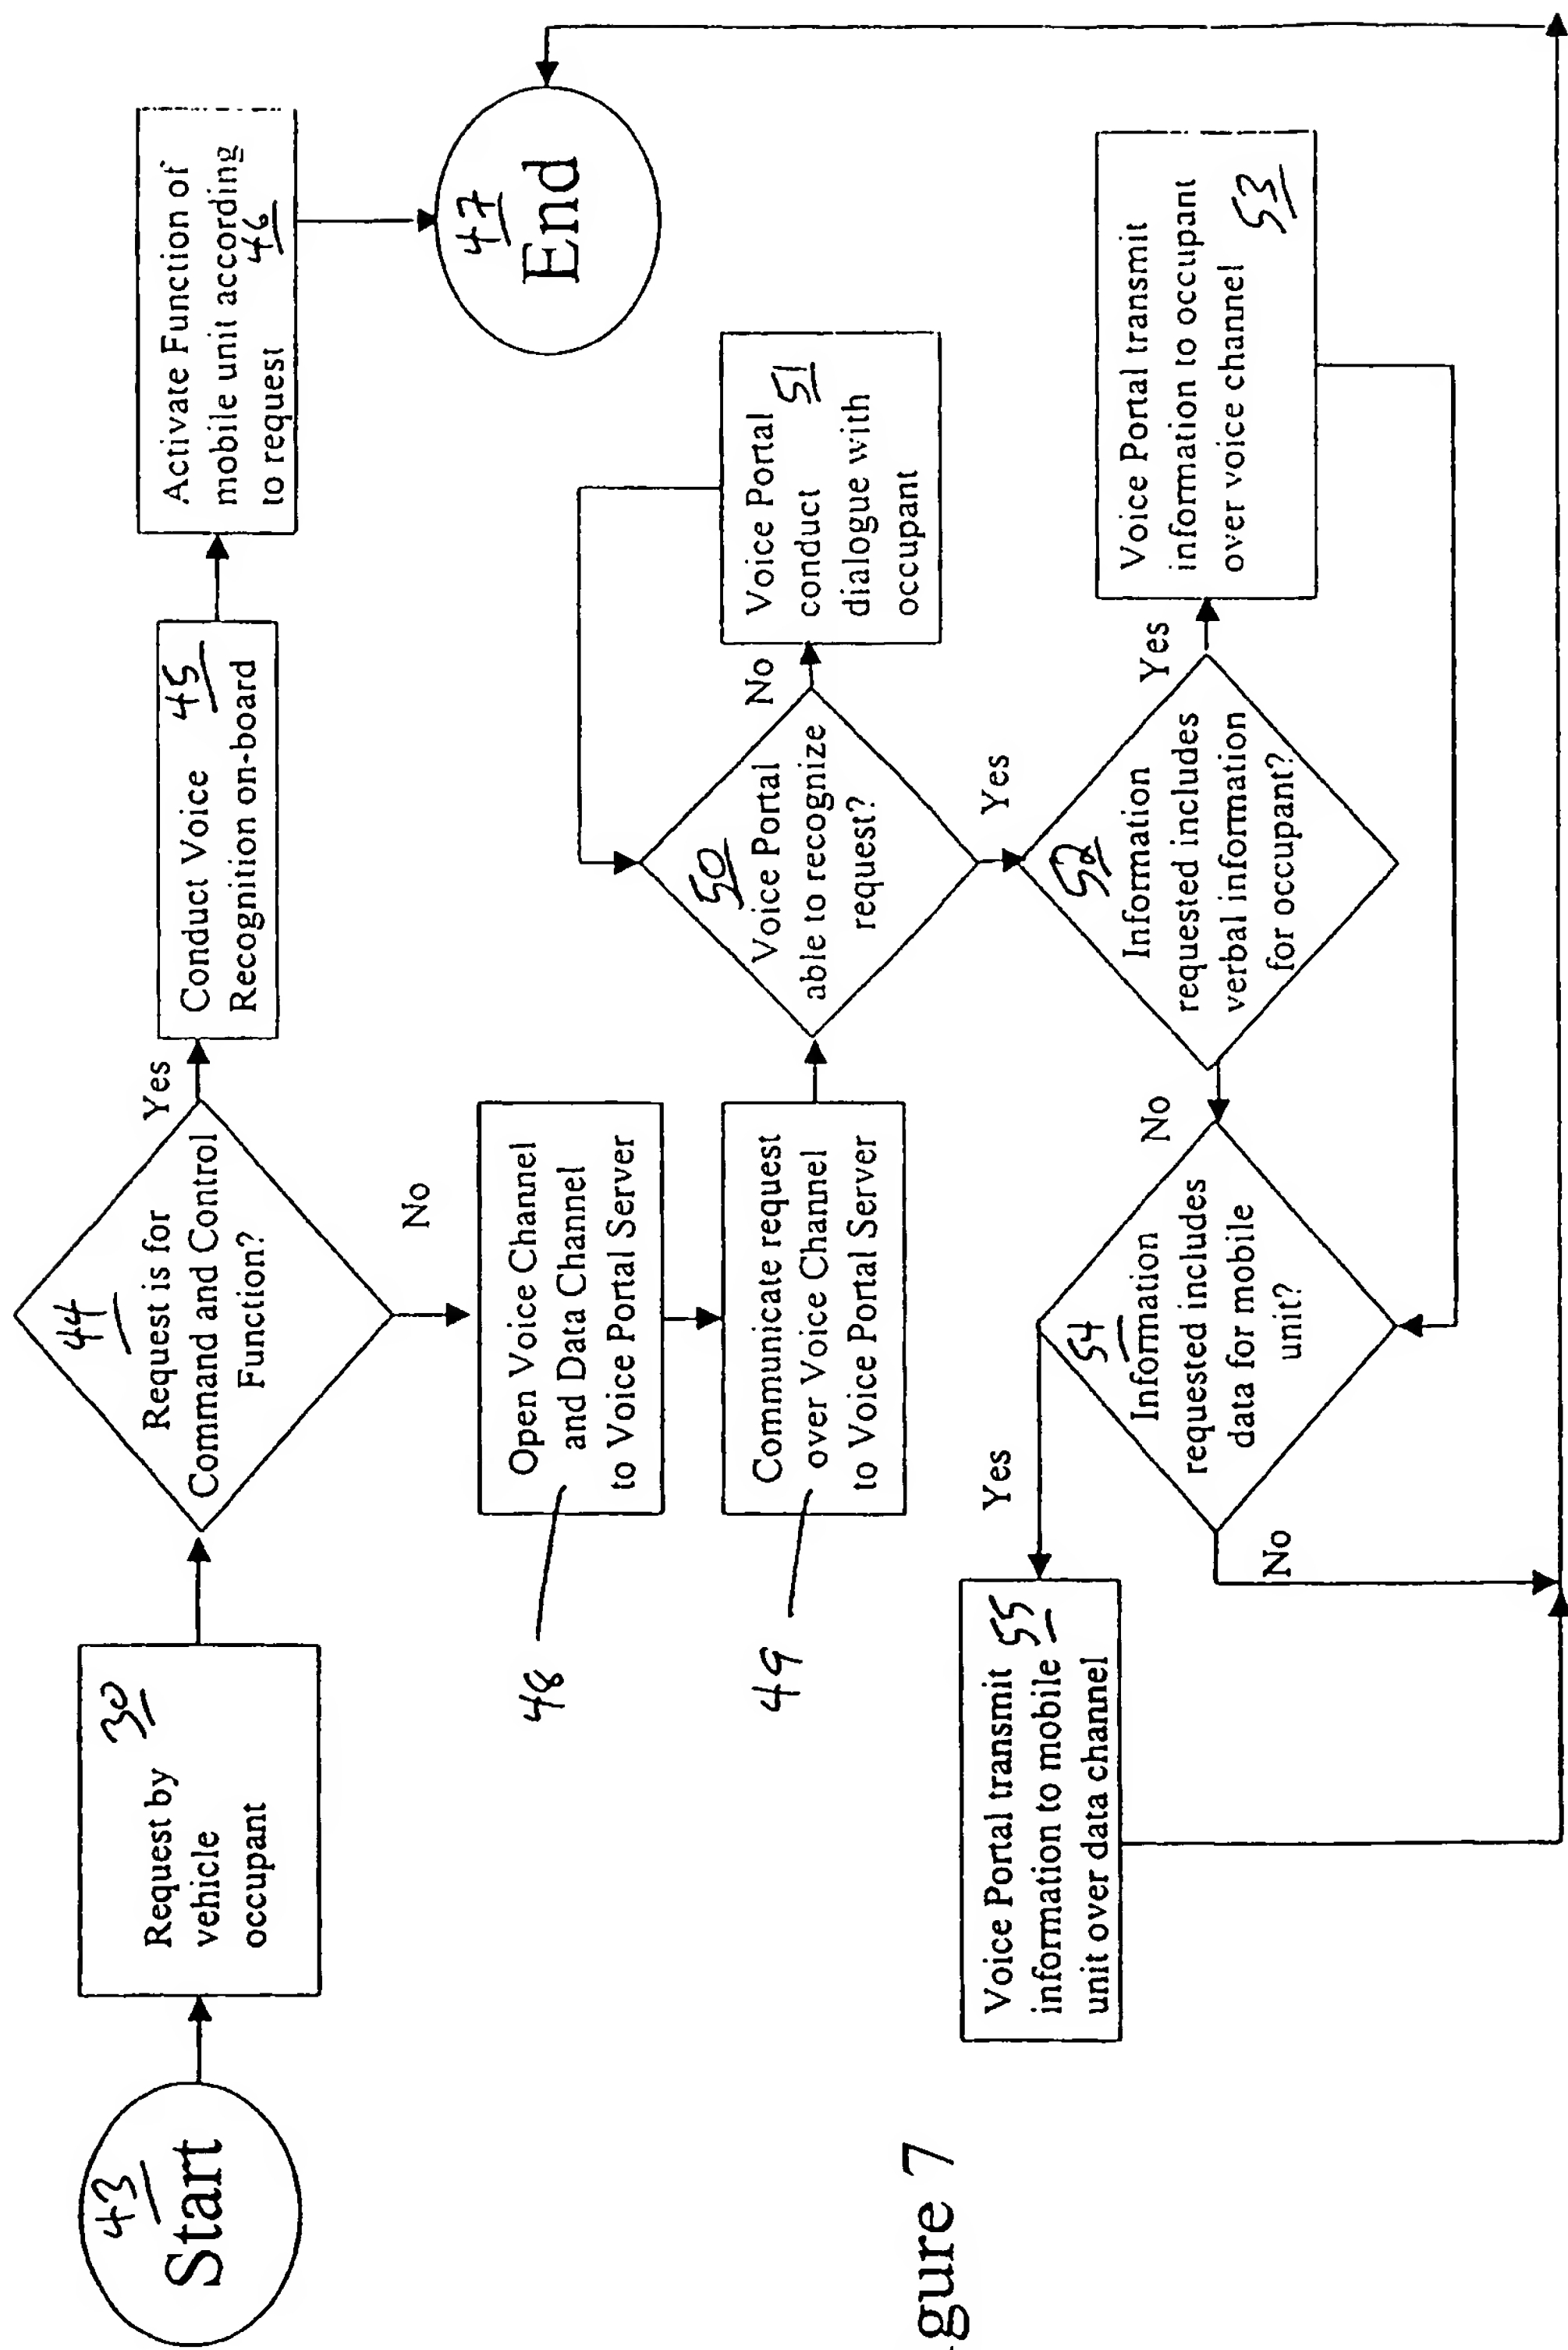 43
Start
30
Request by
vehicle
occupant
44
Request is for
Command and Control
Function?
Yes
No
Conduct Voice 45
Recognition on-board
Activate Function of
mobile unit according
46
to request
47
End
Open Voice Channel
and Data Channel
to Voice Portal Server
48
Communicate request
over Voice Channel
to Voice Portal Server
49
50
Voice Portal
able to recognize
request?
No
Yes
Voice Portal
conduct 51
dialogue with
occupant
52
Information
requested includes
verbal information
for occupant?
Yes
No
Voice Portal transmit
information to occupant
over voice channel
53
54
Information
requested includes
data for mobile
unit?
Yes
No
Voice Portal transmit 55
information to mobile
unit over data channel
gure 7